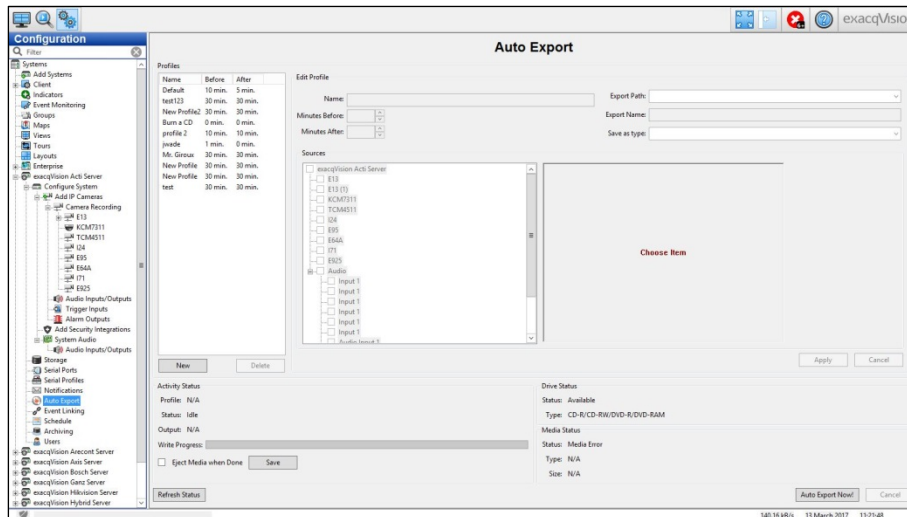 exacqVisio
Configuration
Filter
Systems
Add Systems
Client
Indicators
Event Monitoring
Groups
Maps
Views
Tours
Layouts
Enterprise
exacqVision Acti Server
Configure System
Add IP Cameras
Camera Recording
E13
KCM7311
TCM4511
I24
E95
E64A
I71
E925
Audio Inputs/Outputs
Trigger Inputs
Alarm Outputs
Add Security Integrations
System Audio
Audio Inputs/Outputs
Storage
Serial Ports
Serial Profiles
Notifications
Auto Export
Event Linking
Schedule
Archiving
Users
exacqVision Arecont Server
exacqVision Axis Server
exacqVision Bosch Server
exacqVision Ganz Server
exacqVision Hikvision Server
exacqVision Hybrid Server
Auto Export
Profiles
Name Before After
Default 10 min. 5 min.
test123 30 min. 30 min.
New Profile2 30 min. 30 min.
Burn a CD 0 min. 0 min.
profile 2 10 min. 10 min.
jwade 1 min. 0 min.
Mr. Giroux 30 min. 30 min.
New Profile 30 min. 30 min.
New Profile 30 min. 30 min.
test 30 min. 30 min.
New Delete
Edit Profile
Name:
Minutes Before:
Minutes After:
Export Path:
Export Name:
Save as type:
Sources
exacqVision Acti Server
E13
E13 (1)
KCM7311
TCM4511
I24
E95
E64A
I71
E925
Audio
Input 1
Input 1
Input 1
Input 1
Input 1
Input 1
Audio Input 1
Choose Item
Apply Cancel
Activity Status
Profile: N/A
Status: Idle
Output: N/A
Write Progress:
Eject Media when Done Save
Drive Status
Status: Available
Type: CD-R/CD-RW/DVD-R/DVD-RAM
Media Status
Status: Media Error
Type: N/A
Size: N/A
Refresh Status
Auto Export Now! Cancel
140.16 kB/s 13 March 2017 11:21:48